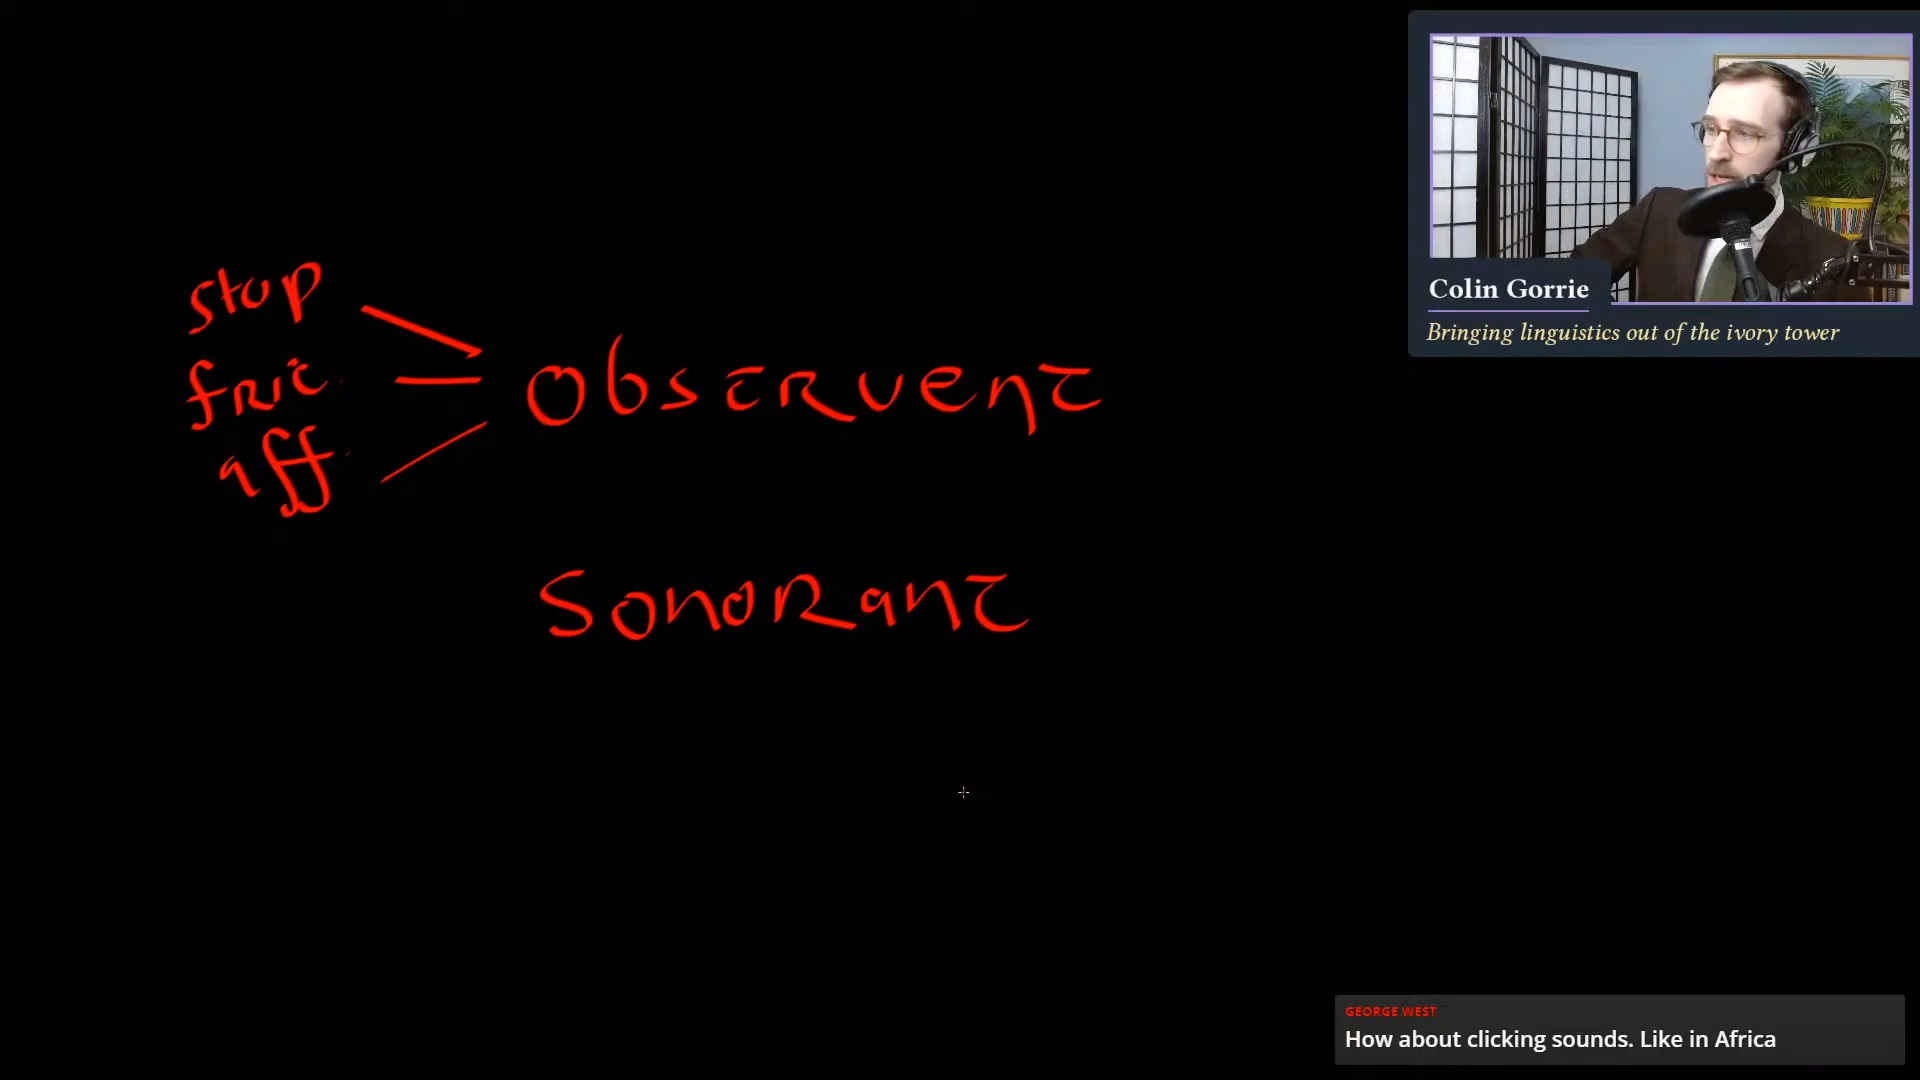 stop
fric.
aff.
Obstruent
Sonorant
Colin Gorrie
Bringing linguistics out of the ivory tower
GEORGE WEST
How about clicking sounds. Like in Africa